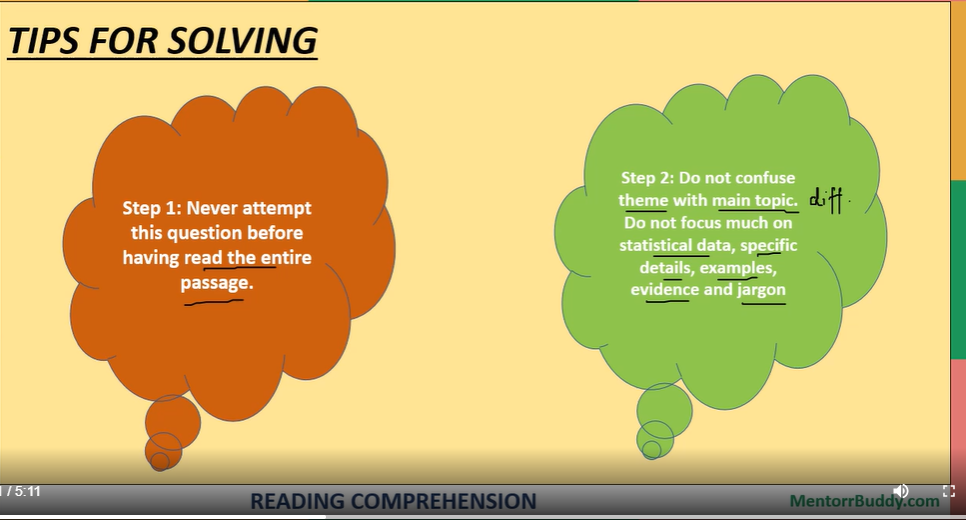 TIPS FOR SOLVING
Step 1: Never attempt
this question before
having read the entire
passage.
Step 2: Do not confuse
theme with main topic. diff.
Do not focus much on
statistical data, specific
details, examples,
evidence and jargon
/ 5:11
READING COMPREHENSION
MentorrBuddy.com